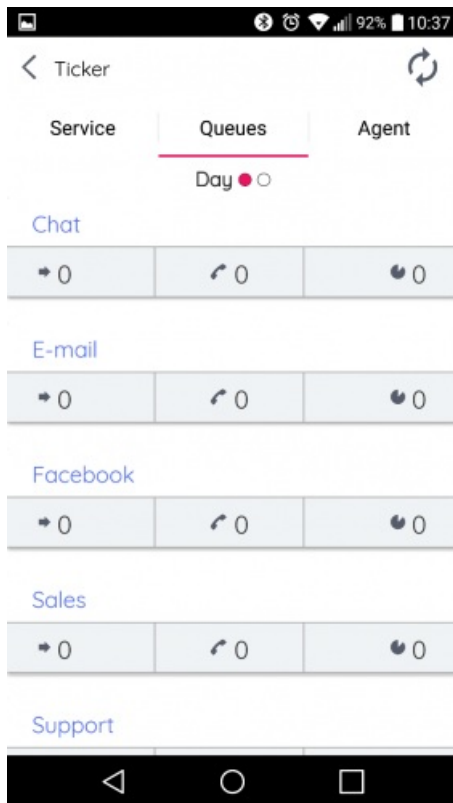 92% 10:37
Ticker
Service Queues Agent
Day
Chat
0 0 0
E-mail
0 0 0
Facebook
0 0 0
Sales
0 0 0
Support